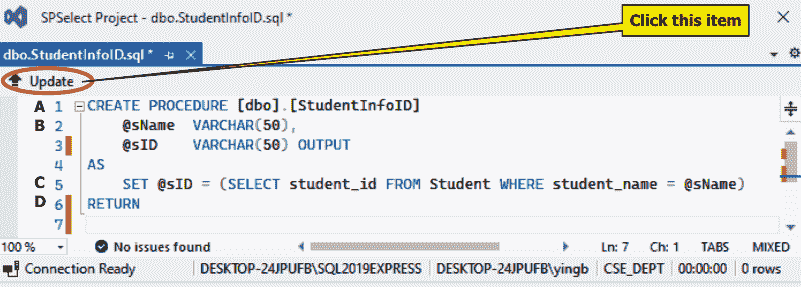 SPSelect Project - dbo.StudentInfoID.sql *
Click this item
dbo.StudentInfoID.sql *
Update
A 1 CREATE PROCEDURE [dbo].[StudentInfoID]
B 2 @sName VARCHAR(50),
3 @sID VARCHAR(50) OUTPUT
4 AS
C 5 SET @sID = (SELECT student_id FROM Student WHERE student_name = @sName)
D 6 RETURN
7
100 % No issues found Ln: 7 Ch: 1 TABS MIXED
Connection Ready DESKTOP-24JPUFB\SQL2019EXPRESS DESKTOP-24JPUFB\yingb CSE_DEPT 00:00:00 0 rows